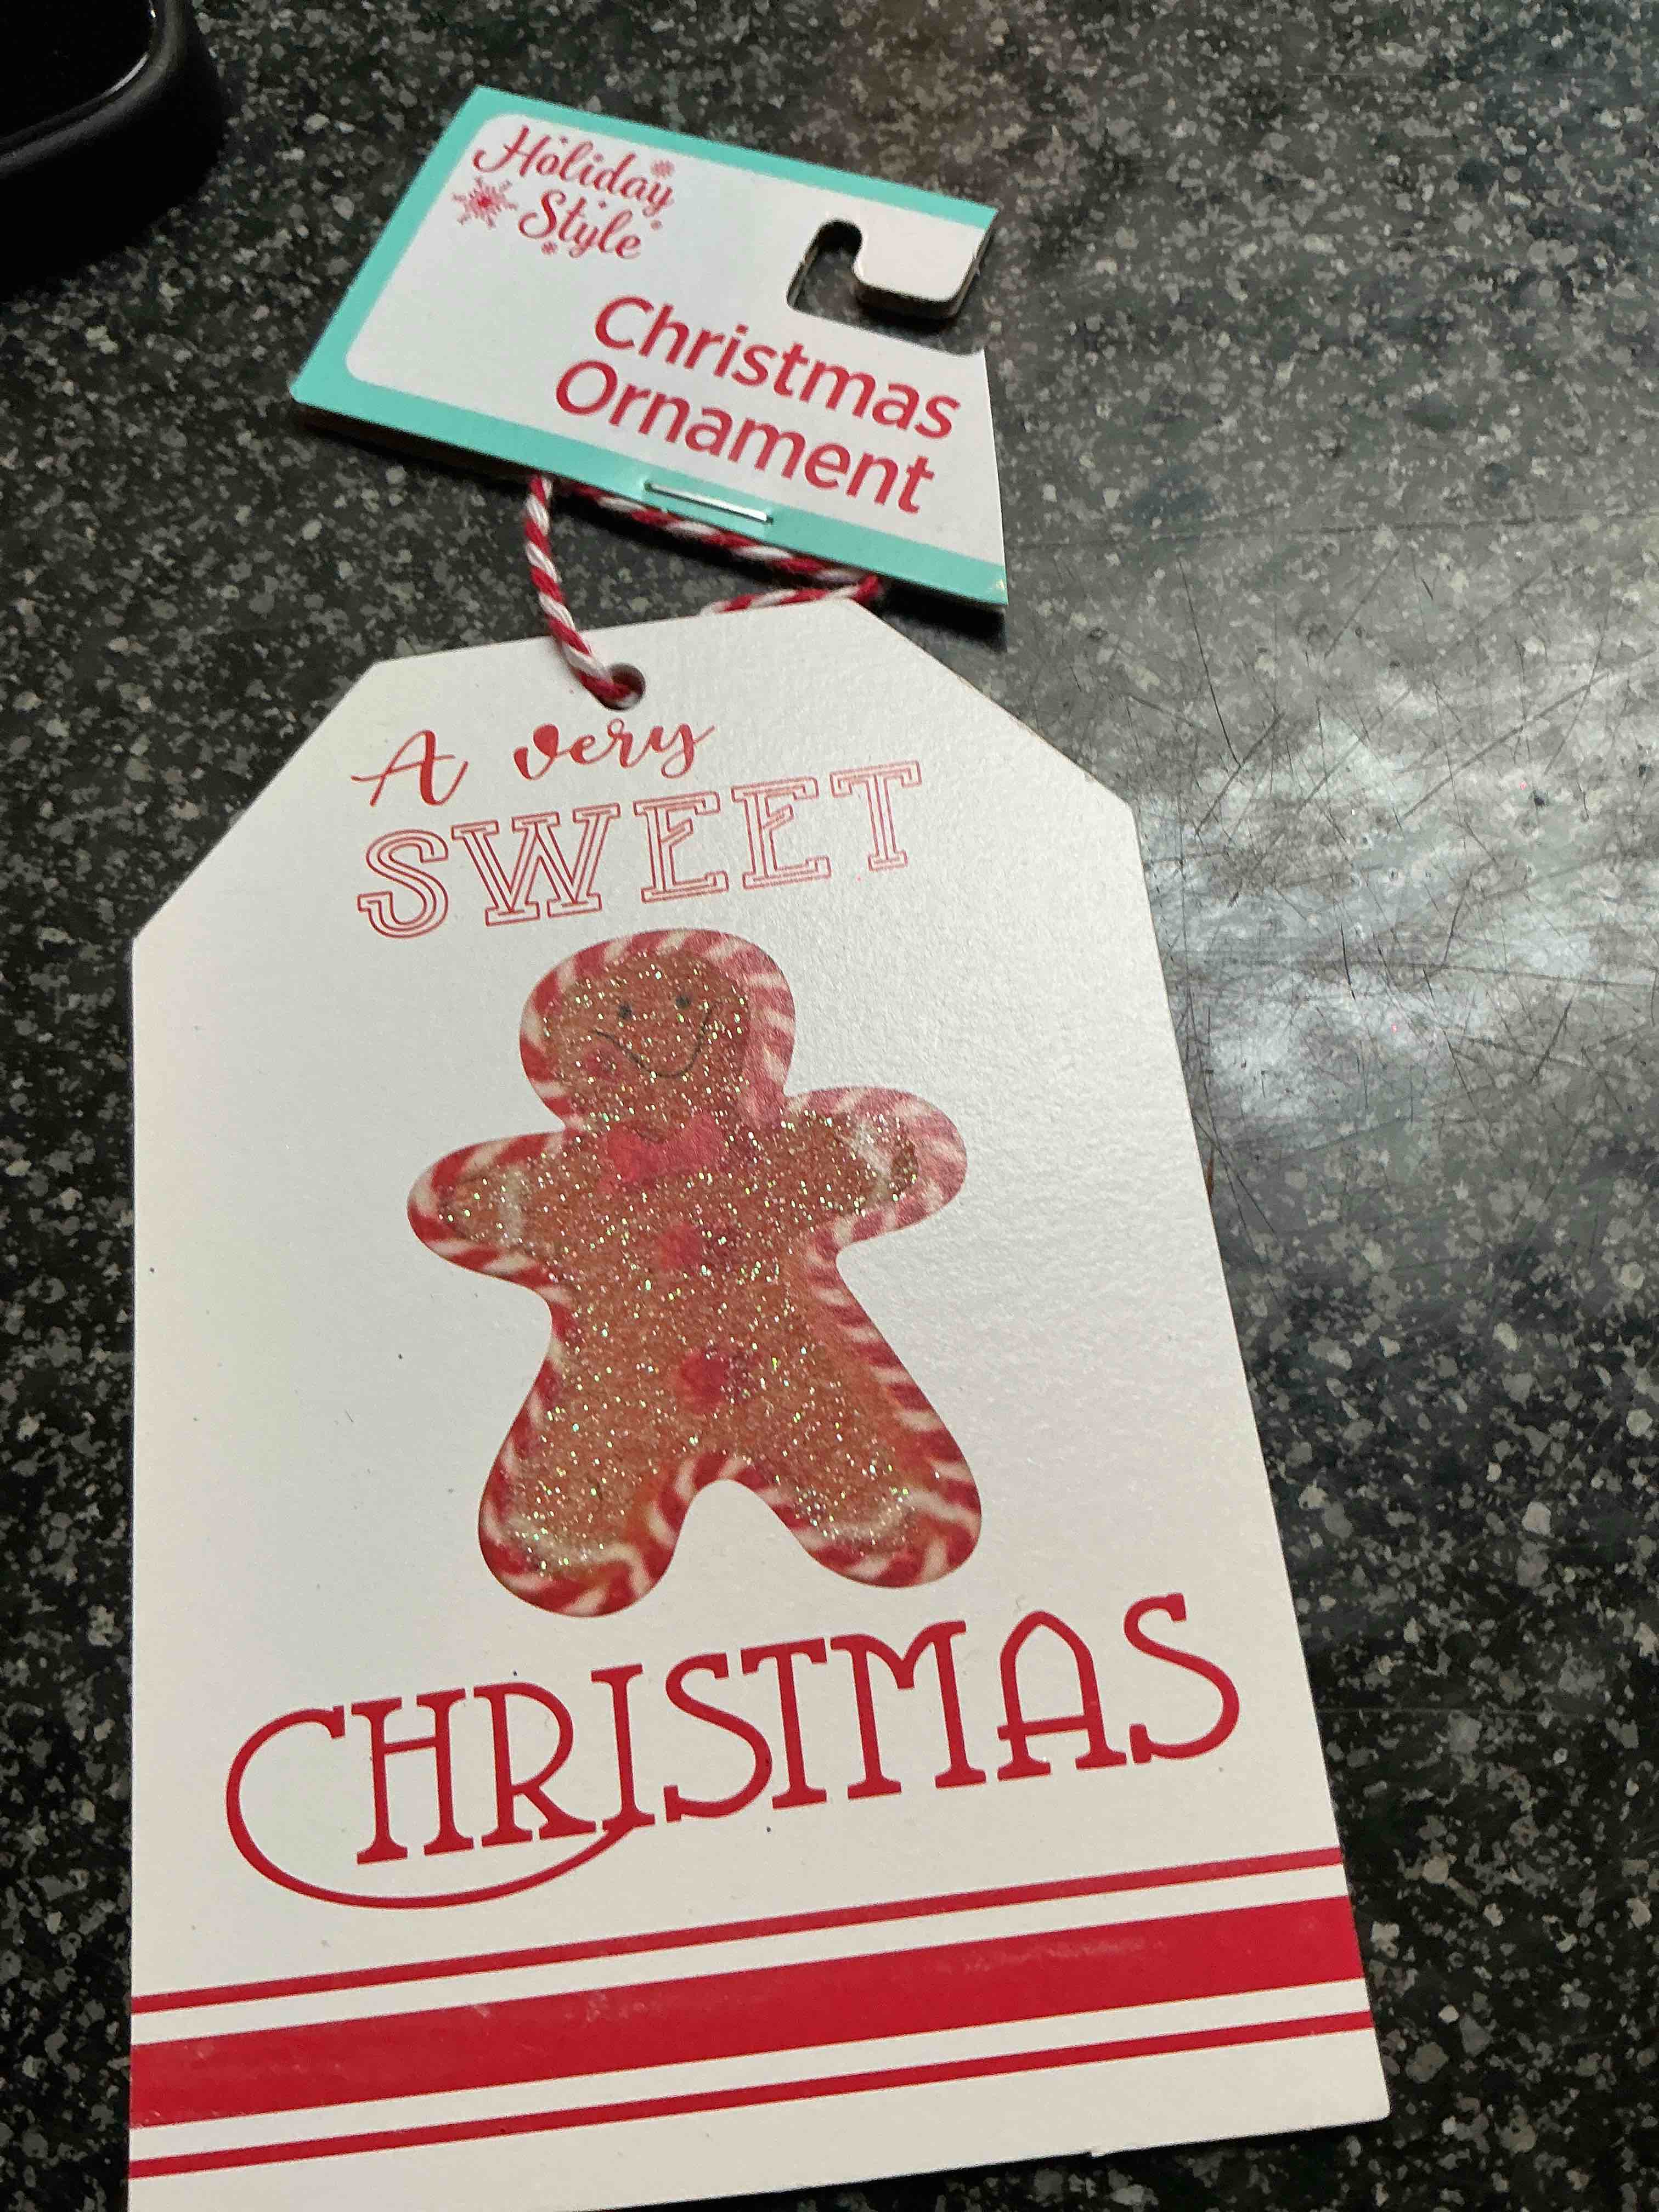 Holiday
Style
Christmas
Ornament
A very
SWEET
CHRISTMAS